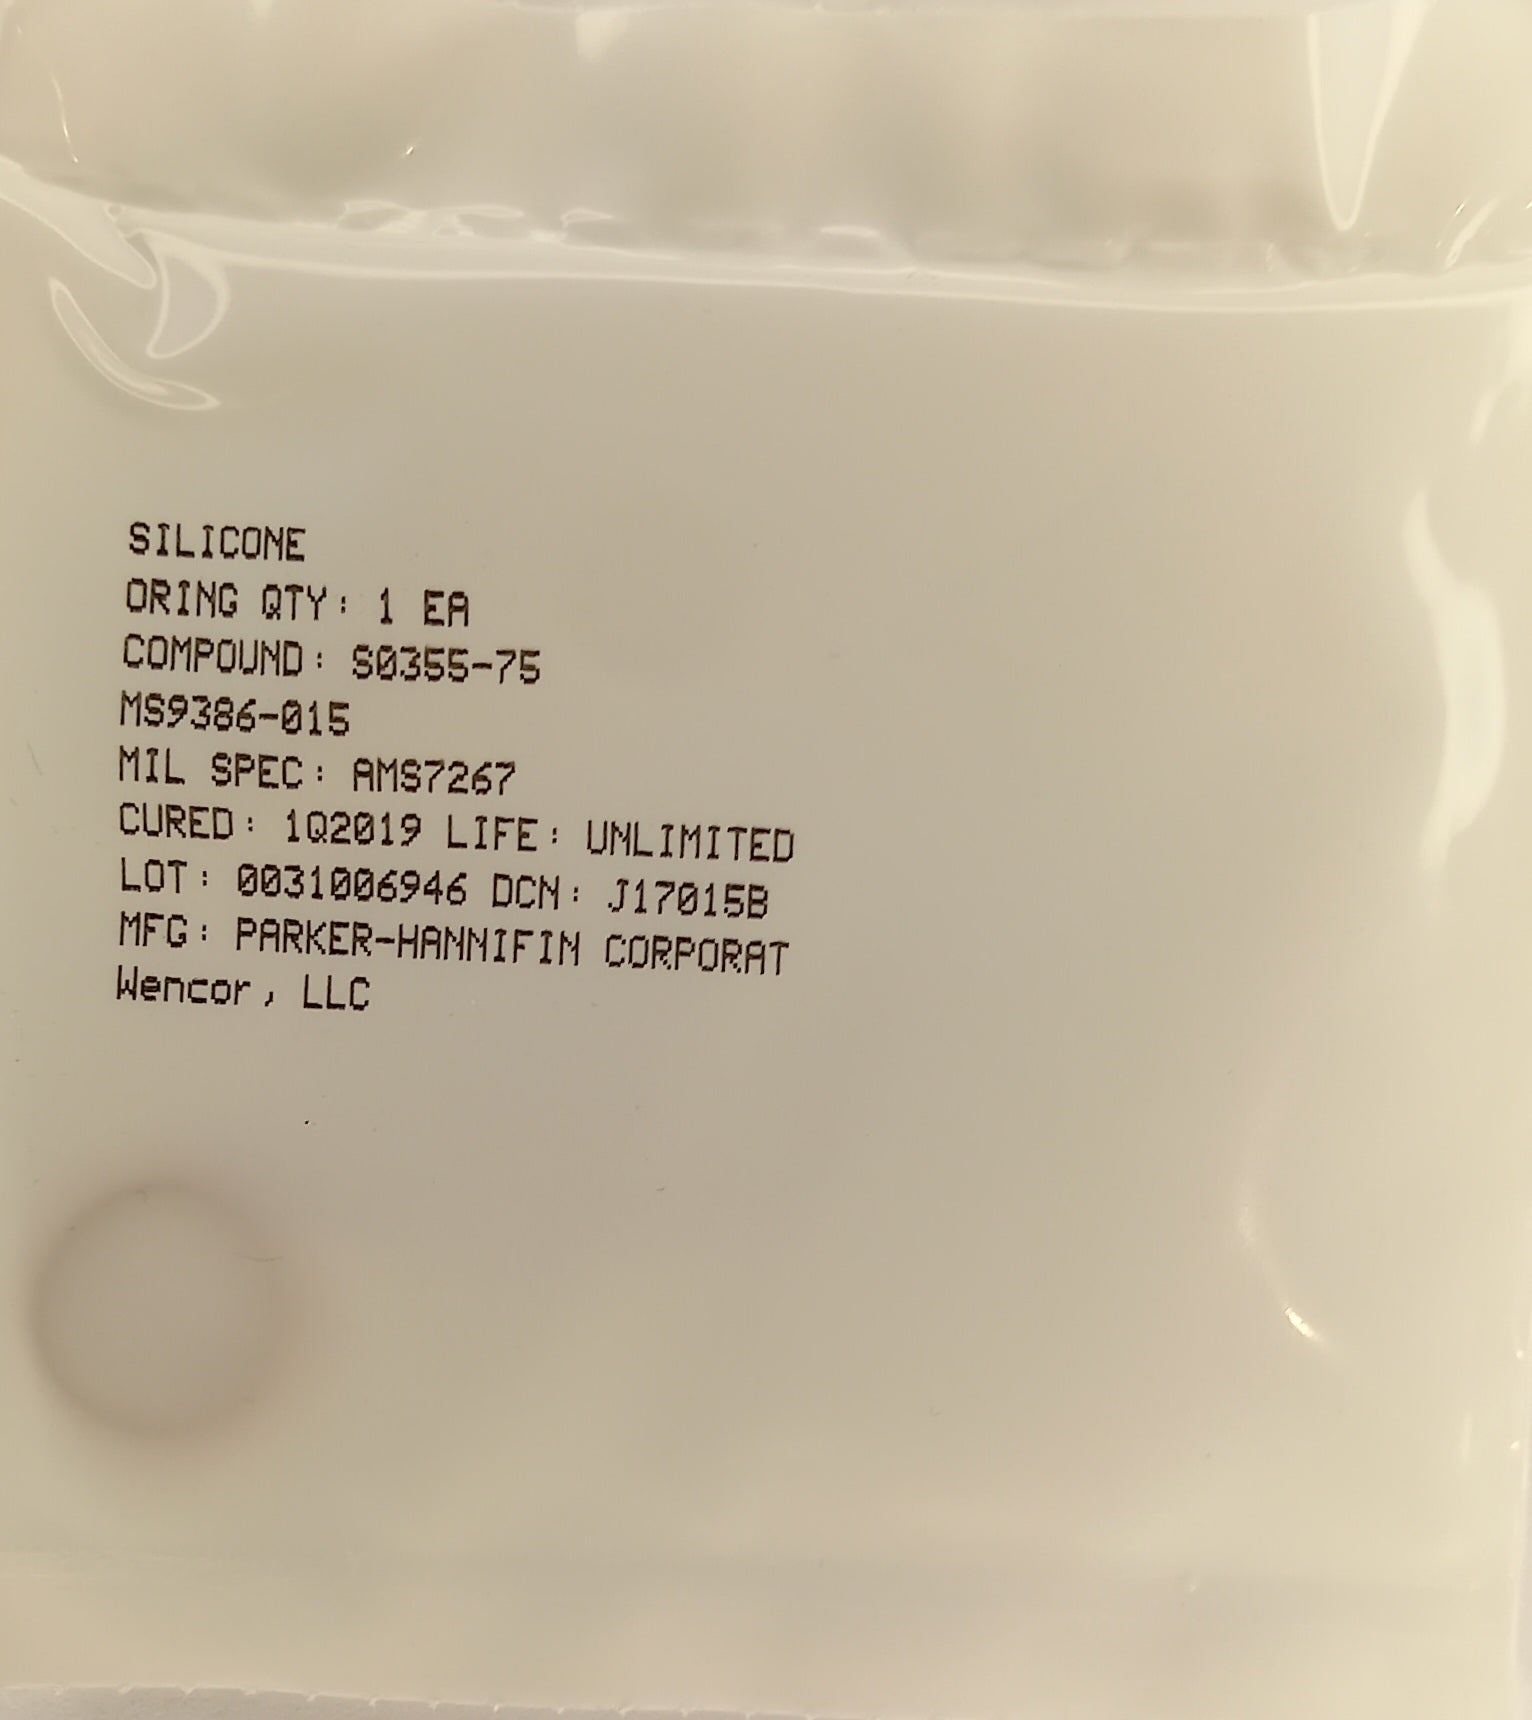 SILICONE
ORING QTY: 1 EA
COMPOUND: S0355-75
MS9386-015
MIL SPEC: AMS7267
CURED: 1Q2019 LIFE: UNLIMITED
LOT: 0031006946 DCN: J17015B
MFG: PARKER-HANNIFIN CORPORAT
Wencor, LLC